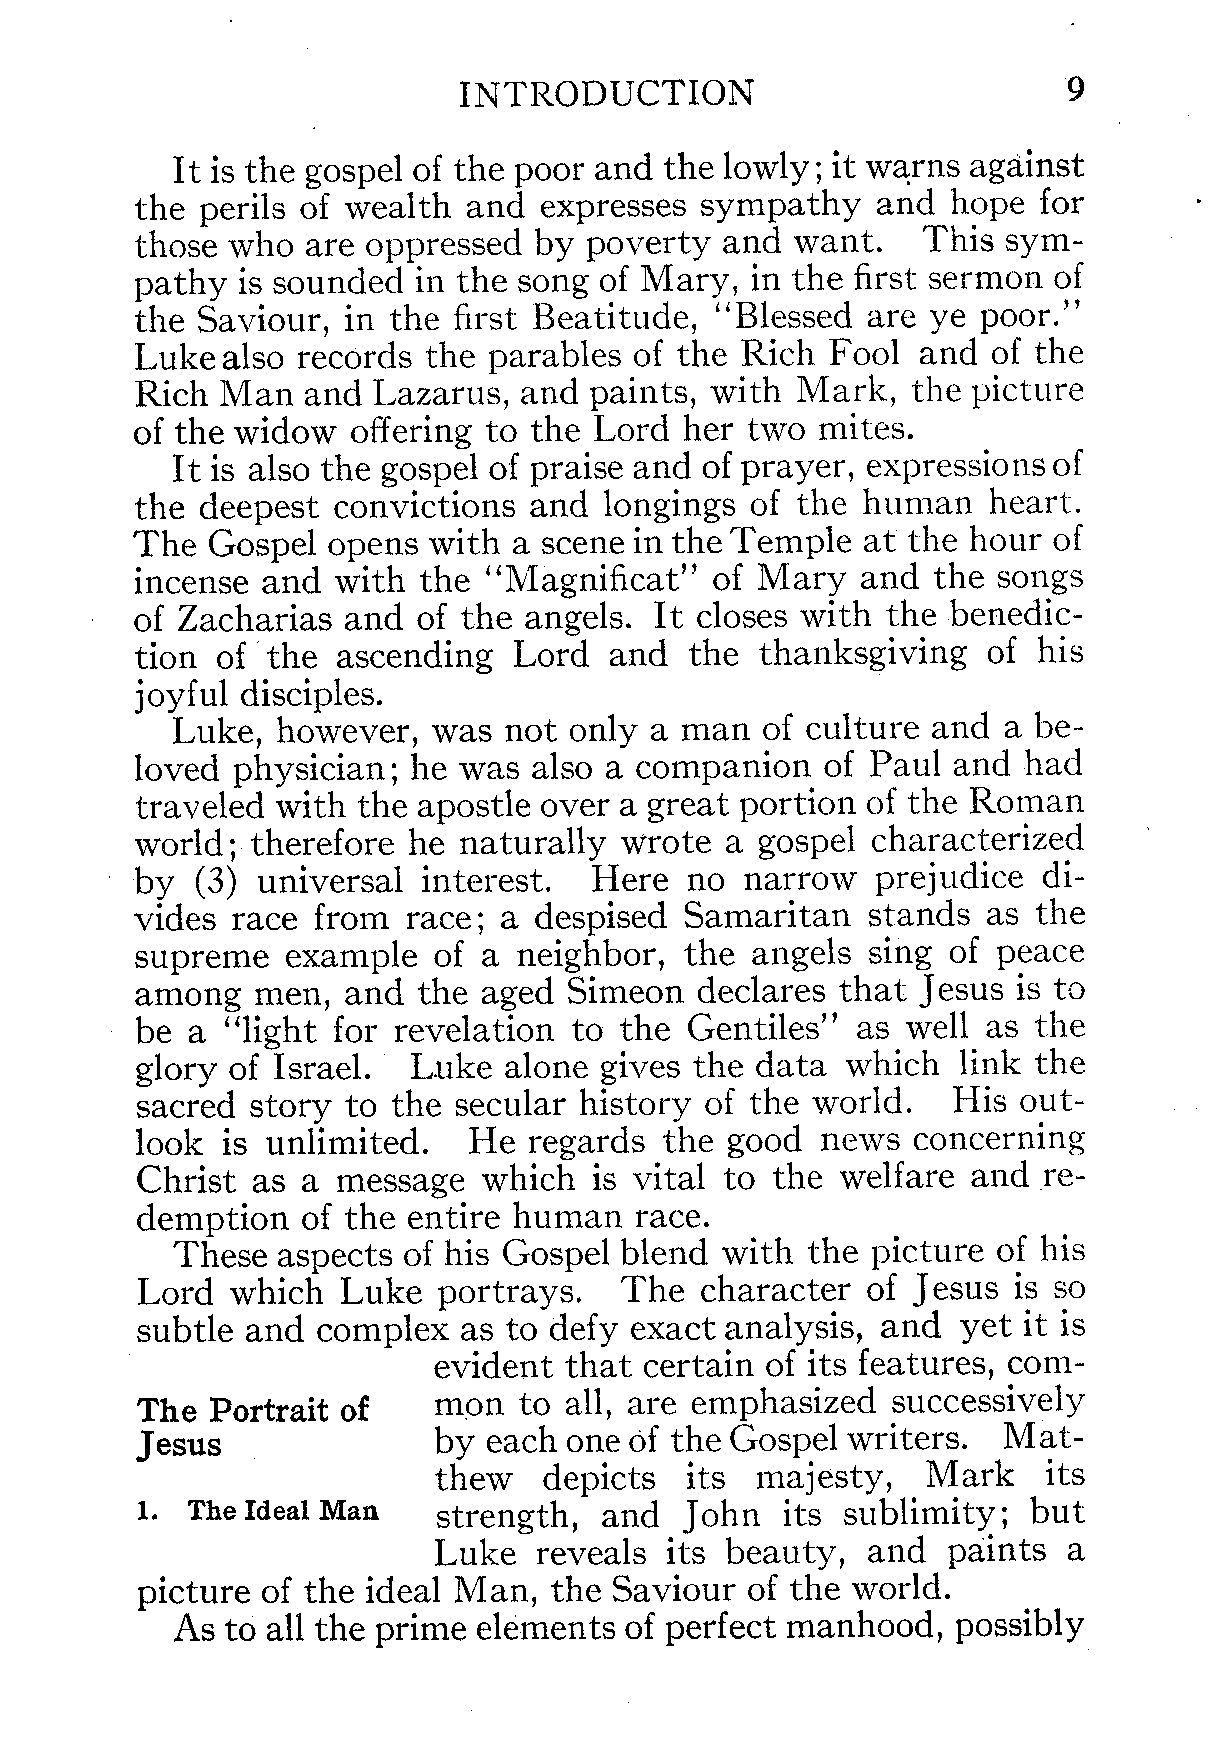 INTRODUCTION 9
It is the gospel of the poor and the lowly; it warns against
the perils of wealth and expresses sympathy and hope for
those who are oppressed by poverty and want. This sym-
pathy is sounded in the song of Mary, in the first sermon of
the Saviour, in the first Beatitude, "Blessed are ye poor."
Luke also records the parables of the Rich Fool and of the
Rich Man and Lazarus, and paints, with Mark, the picture
of the widow offering to the Lord her two mites.
It is also the gospel of praise and of prayer, expressions of
the deepest convictions and longings of the human heart.
The Gospel opens with a scene in the Temple at the hour of
incense and with the "Magnificat" of Mary and the songs
of Zacharias and of the angels. It closes with the benedic-
tion of the ascending Lord and the thanksgiving of his
joyful disciples.
Luke, however, was not only a man of culture and a be-
loved physician; he was also a companion of Paul and had
traveled with the apostle over a great portion of the Roman
world; therefore he naturally wrote a gospel characterized
by (3) universal interest. Here no narrow prejudice di-
vides race from race; a despised Samaritan stands as the
supreme example of a neighbor, the angels sing of peace
among men, and the aged Simeon declares that Jesus is to
be a "light for revelation to the Gentiles" as well as the
glory of Israel. Luke alone gives the data which link the
sacred story to the secular history of the world. His out-
look is unlimited. He regards the good news concerning
Christ as a message which is vital to the welfare and re-
demption of the entire human race.
These aspects of his Gospel blend with the picture of his
Lord which Luke portrays. The character of Jesus is so
subtle and complex as to defy exact analysis, and yet it is
evident that certain of its features, com-
The Portrait of mon to all, are emphasized successively
Jesus by each one of the Gospel writers. Mat-
thew depicts its majesty, Mark its
1. The Ideal Man strength, and John its sublimity; but
Luke reveals its beauty, and paints a
picture of the ideal Man, the Saviour of the world.
As to all the prime elements of perfect manhood, possibly